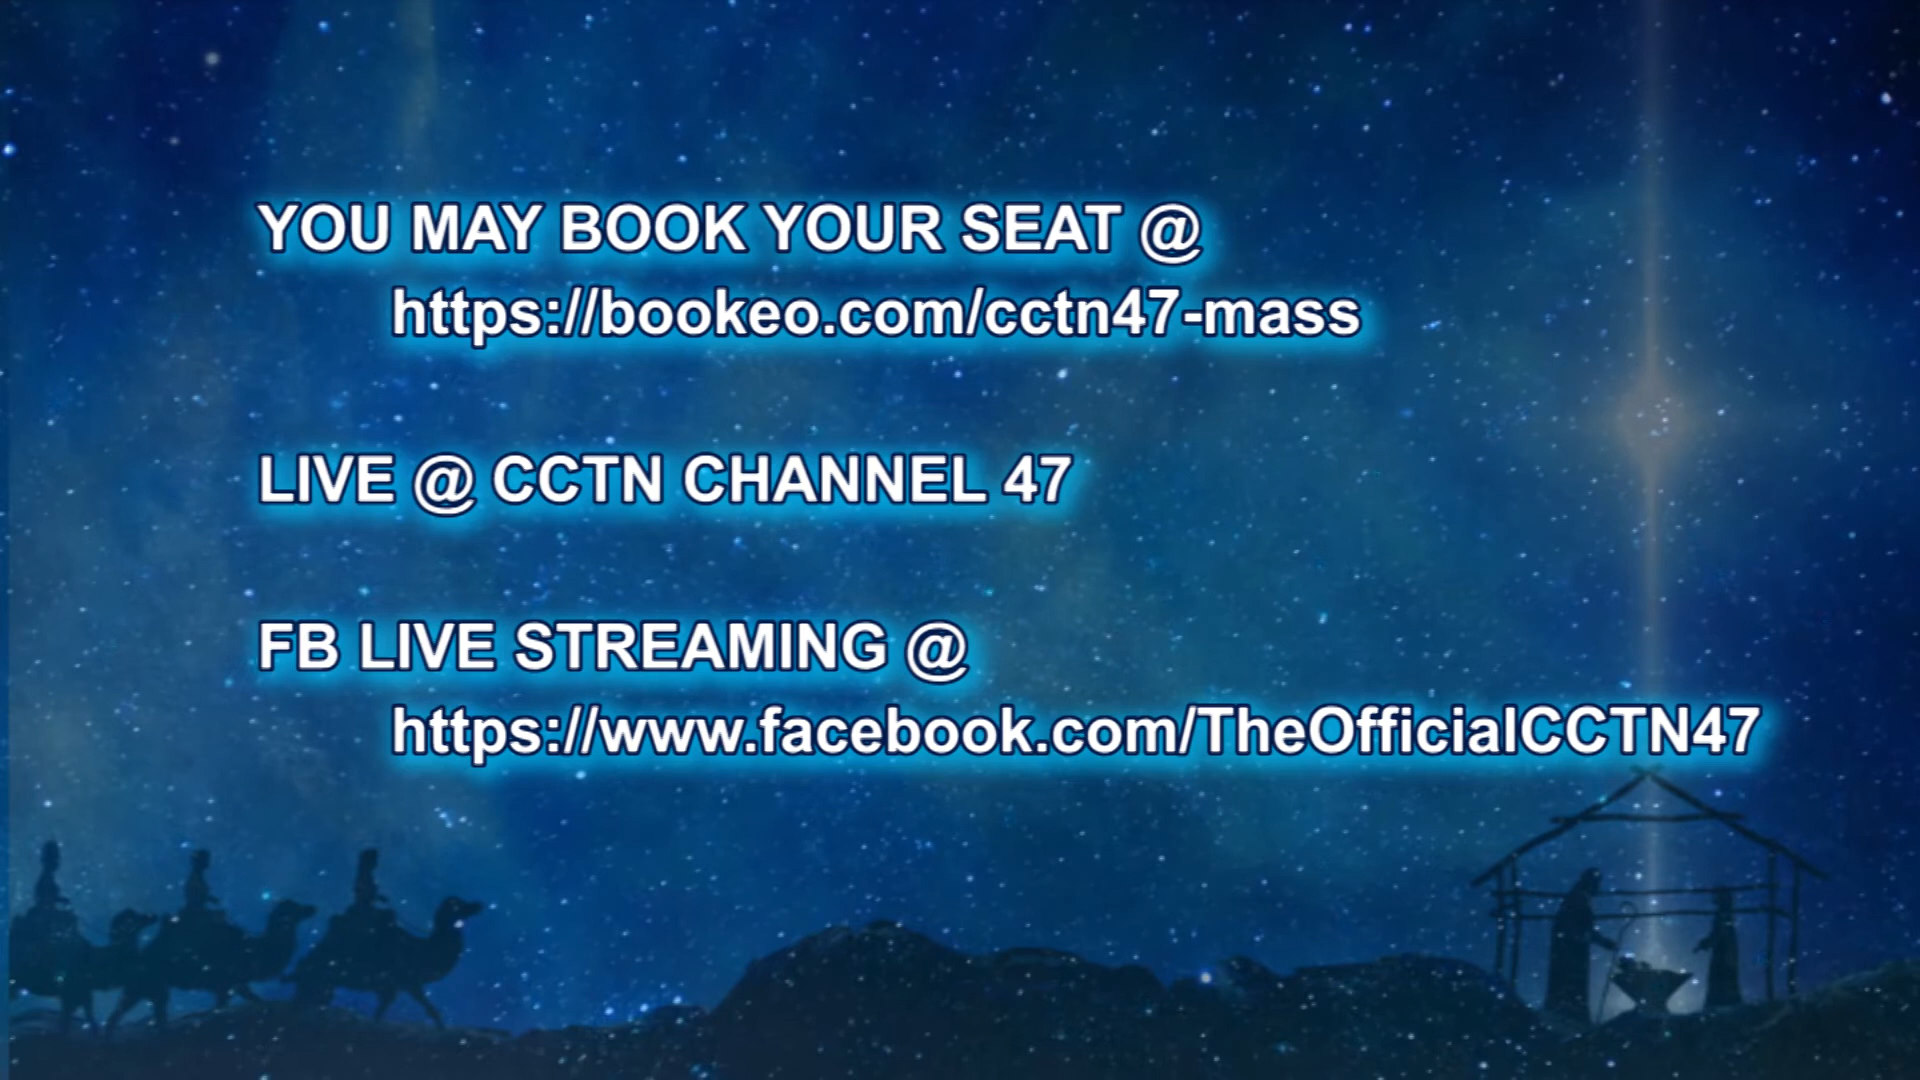 YOU MAY BOOK YOUR SEAT @
https://bookeo.com/cctn47-mass
LIVE @ CCTN CHANNEL 47
FB LIVE STREAMING @
https://www.facebook.com/TheOfficialCCTN47